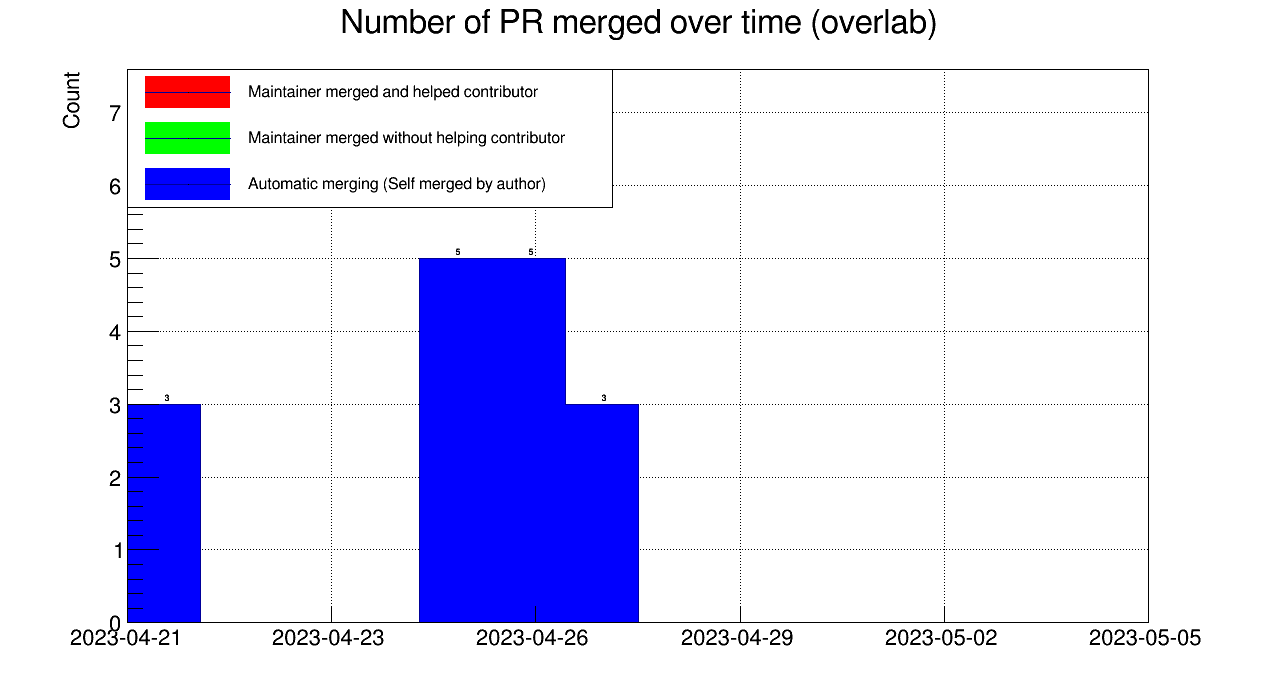 Number of PR merged over time (overlab)
Count
Maintainer merged and helped contributor
Maintainer merged without helping contributor
Automatic merging (Self merged by author)
7
6
5
4
3
2
1
0
5 5
3 3
2023-04-21 2023-04-23 2023-04-26 2023-04-29 2023-05-02 2023-05-05